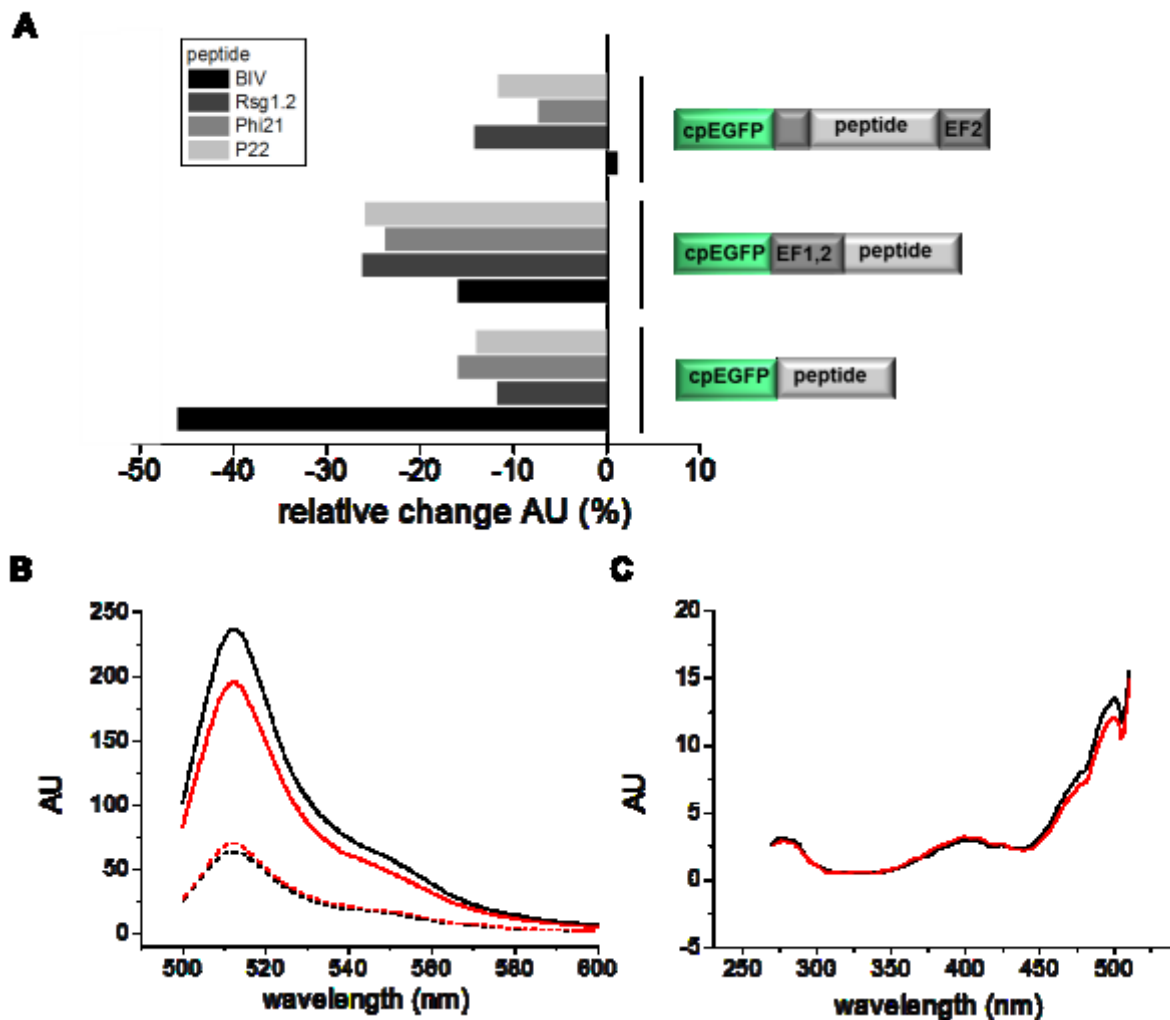 A
peptide
BIV
Rsg1.2
Phi21
P22
cpEGFP peptide EF2
cpEGFP EF1,2 peptide
cpEGFP peptide
-50 -40 -30 -20 -10 0 10
relative change AU (%)
B
250
200
150
100
50
0
AU
500 520 540 560 580 600
wavelength (nm)
C
20
15
10
5
0
-5
AU
250 300 350 400 450 500
wavelength (nm)